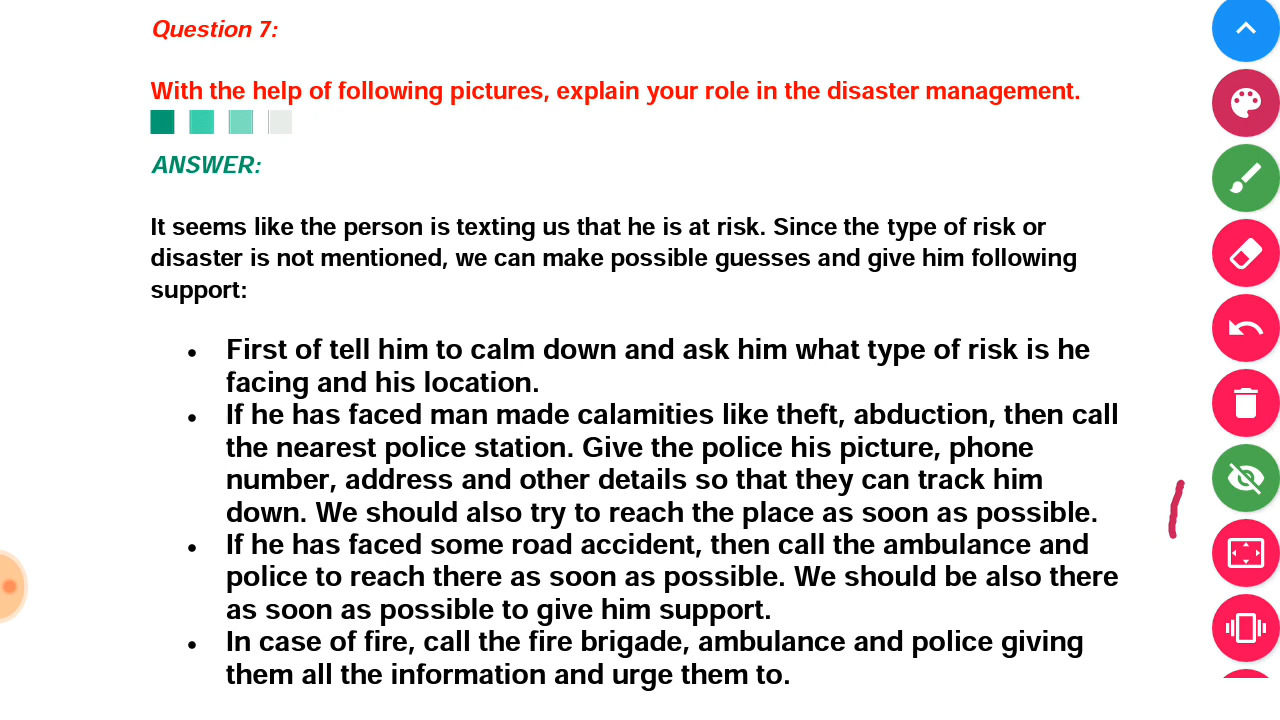 Question 7:
With the help of following pictures, explain your role in the disaster management.
ANSWER:
It seems like the person is texting us that he is at risk. Since the type of risk or
disaster is not mentioned, we can make possible guesses and give him following
support:
• First of tell him to calm down and ask him what type of risk is he
facing and his location.
• If he has faced man made calamities like theft, abduction, then call
the nearest police station. Give the police his picture, phone
number, address and other details so that they can track him
down. We should also try to reach the place as soon as possible.
• If he has faced some road accident, then call the ambulance and
police to reach there as soon as possible. We should be also there
as soon as possible to give him support.
• In case of fire, call the fire brigade, ambulance and police giving
them all the information and urge them to.